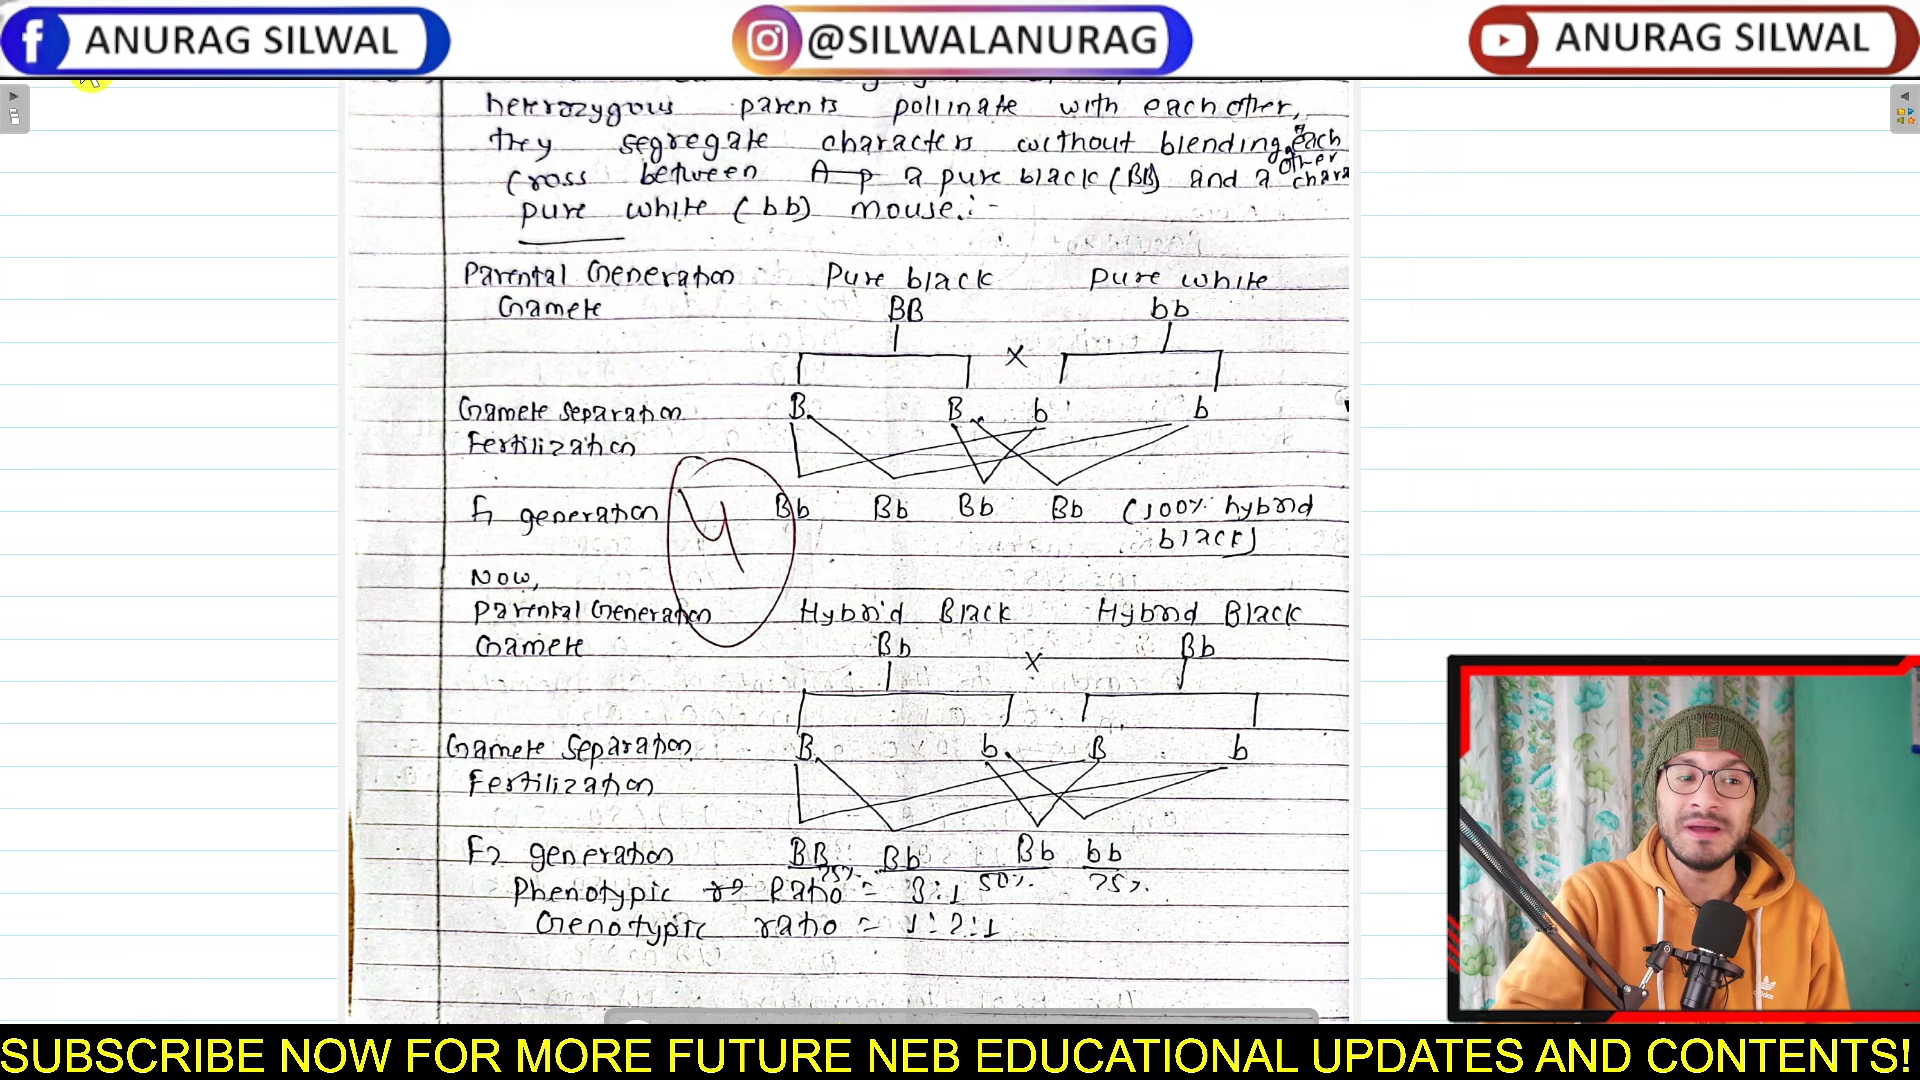 ANURAG SILWAL
@SILWALANURAG
ANURAG SILWAL
heterozygous parents pollinate with each other,
they segregate characters without blending each
other
Cross between A p a pure black (BB) and a chara
pure white (bb) mouse.:-
Parental Generation Pure black Pure white
Gamete BB bb
x
Gamete Separation B B b b
Fertilization
F1 generation Bb Bb Bb Bb (100% hybrid
black)
4
Now,
Parental Generation Hybrid Black Hybrid Black
Gamete Bb x Bb
Gamete Separation B b B b
Fertilization
F2 generation BB Bb Bb bb
25% 50% 25%
Phenotypic Ratio = 3:1
Genotypic ratio = 1:2:1
SUBSCRIBE NOW FOR MORE FUTURE NEB EDUCATIONAL UPDATES AND CONTENTS!